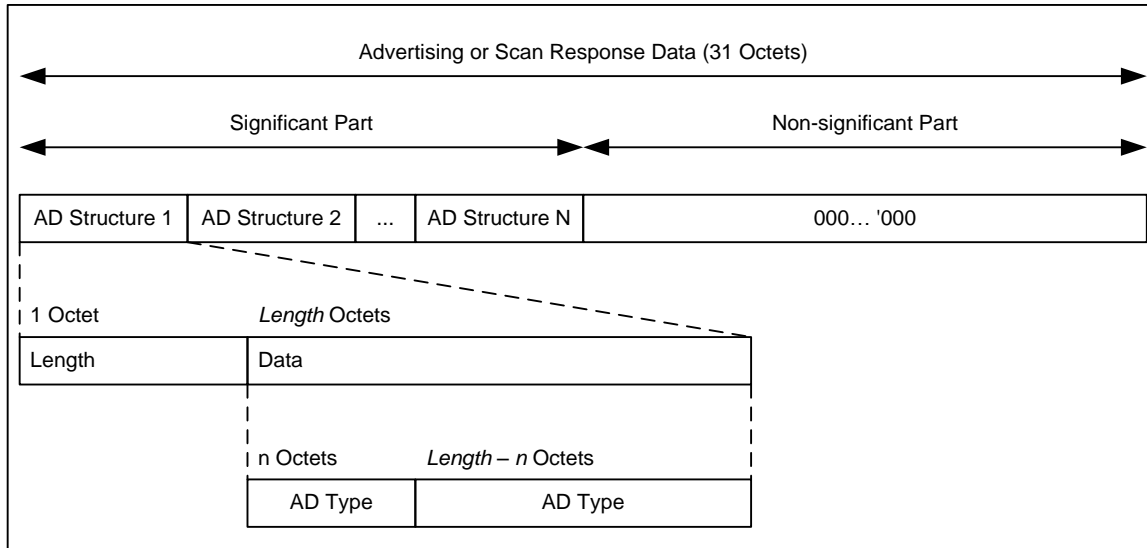 Advertising or Scan Response Data (31 Octets)
Significant Part Non-significant Part
AD Structure 1 AD Structure 2 ... AD Structure N 000… '000
1 Octet Length Octets
Length Data
n Octets Length – n Octets
AD Type AD Type